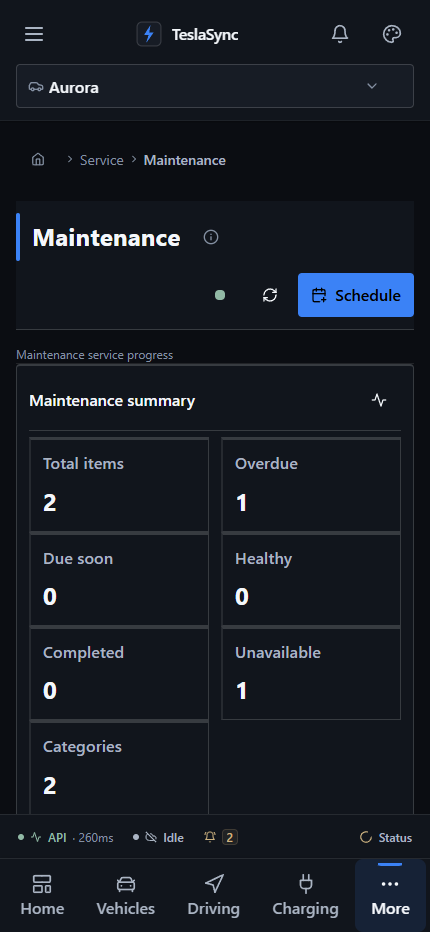 TeslaSync
Aurora
Service
Maintenance
Maintenance
Schedule
Maintenance service progress
Maintenance summary
Total items
2
Overdue
1
Due soon
0
Healthy
0
Completed
0
Unavailable
1
Categories
2
API · 260ms
Idle
2
Status
Home
Vehicles
Driving
Charging
More